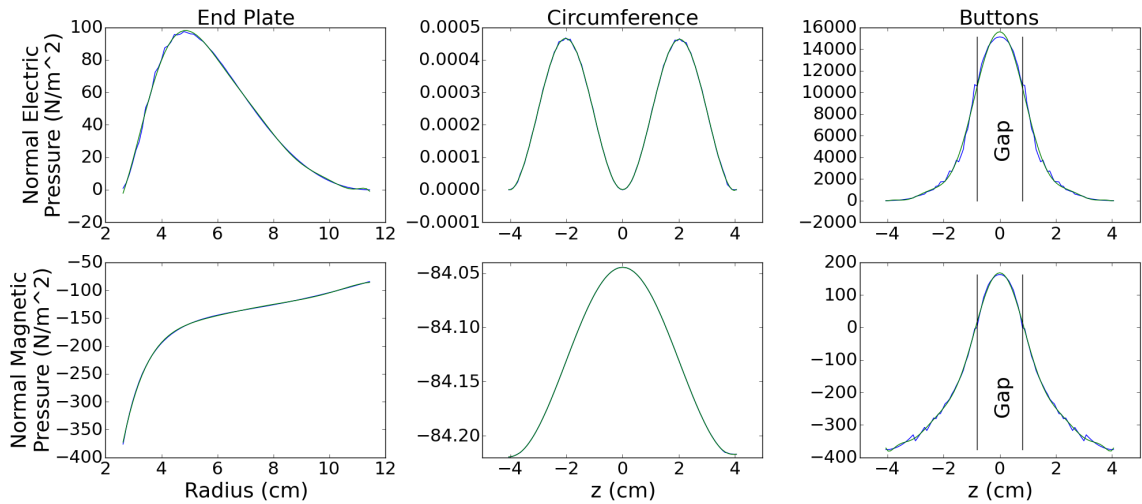 End Plate
Circumference
Buttons
Normal Electric
Pressure (N/m^2)
100
80
60
40
20
0
−20
2 4 6 8 10 12
0.0005
0.0004
0.0003
0.0002
0.0001
0.0000
−0.0001
−4 −2 0 2 4
16000
14000
12000
10000
8000
6000
4000
2000
0
−2000
Gap
−4 −2 0 2 4
Normal Magnetic
Pressure (N/m^2)
−50
−100
−150
−200
−250
−300
−350
−400
2 4 6 8 10 12
Radius (cm)
−84.05
−84.10
−84.15
−84.20
−4 −2 0 2 4
z (cm)
200
100
0
−100
−200
−300
−400
Gap
−4 −2 0 2 4
z (cm)